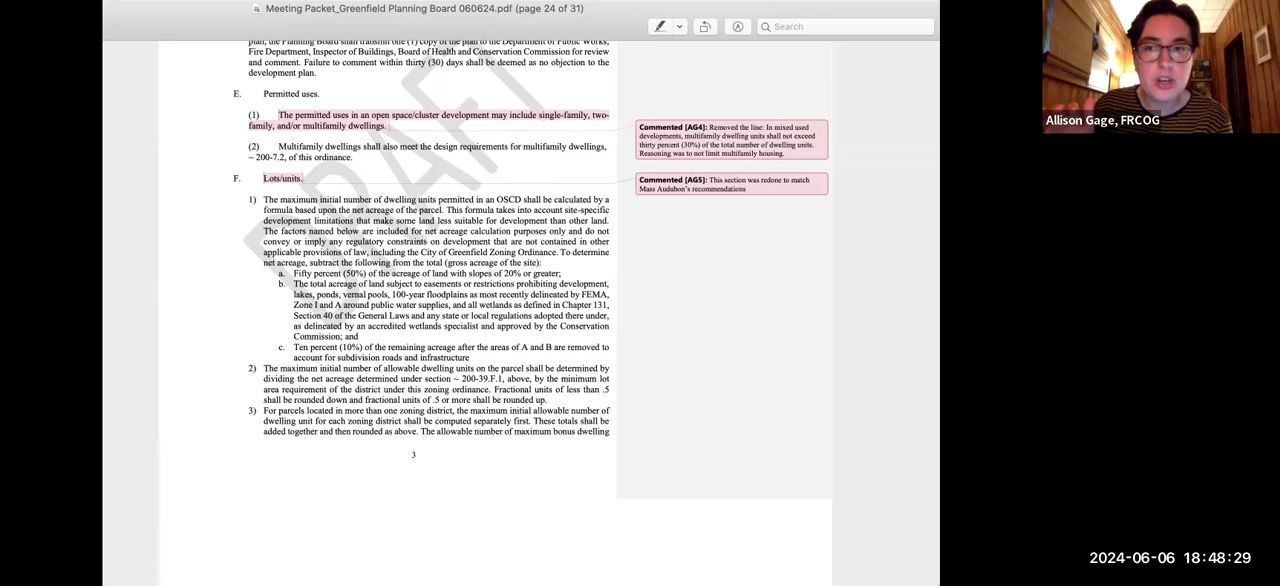 Meeting Packet_Greenfield Planning Board 060624.pdf (page 24 of 31)
Search
plan, the Planning Board shall transmit one (1) copy of the plan to the Department of Public Works,
Fire Department, Inspector of Buildings, Board of Health and Conservation Commission for review
and comment. Failure to comment within thirty (30) days shall be deemed as no objection to the
development plan.
E. Permitted uses.
(1) The permitted uses in an open space/cluster development may include single-family, two-
family, and/or multifamily dwellings.
(2) Multifamily dwellings shall also meet the design requirements for multifamily dwellings,
~ 200-7.2, of this ordinance.
F. Lots/units.
1) The maximum initial number of dwelling units permitted in an OSCD shall be calculated by a
formula based upon the net acreage of the parcel. This formula takes into account site-specific
development limitations that make some land less suitable for development than other land.
The factors named below are included for net acreage calculation purposes only and do not
convey or imply any regulatory constraints on development that are not contained in other
applicable provisions of law, including the City of Greenfield Zoning Ordinance. To determine
net acreage, subtract the following from the total (gross acreage of the site):
a. Fifty percent (50%) of the acreage of land with slopes of 20% or greater;
b. The total acreage of land subject to easements or restrictions prohibiting development,
lakes, ponds, vernal pools, 100-year floodplains as most recently delineated by FEMA,
Zone I and A around public water supplies, and all wetlands as defined in Chapter 131,
Section 40 of the General Laws and any state or local regulations adopted there under,
as delineated by an accredited wetlands specialist and approved by the Conservation
Commission; and
c. Ten percent (10%) of the remaining acreage after the areas of A and B are removed to
account for subdivision roads and infrastructure
2) The maximum initial number of allowable dwelling units on the parcel shall be determined by
dividing the net acreage determined under section ~ 200-39.F.1, above, by the minimum lot
area requirement of the district under this zoning ordinance. Fractional units of less than .5
shall be rounded down and fractional units of .5 or more shall be rounded up.
3) For parcels located in more than one zoning district, the maximum initial allowable number of
dwelling unit for each zoning district shall be computed separately first. These totals shall be
added together and then rounded as above. The allowable number of maximum bonus dwelling
3
DRAFT
Commented [AG4]: Removed the line: In mixed used
developments, multifamily dwelling units shall not exceed
thirty percent (30%) of the total number of dwelling units.
Reasoning was to not limit multifamily housing.
Commented [AG5]: This section was redone to match
Mass Audubon's recommendations
Allison Gage, FRCOG
2024-06-06 18:48:29